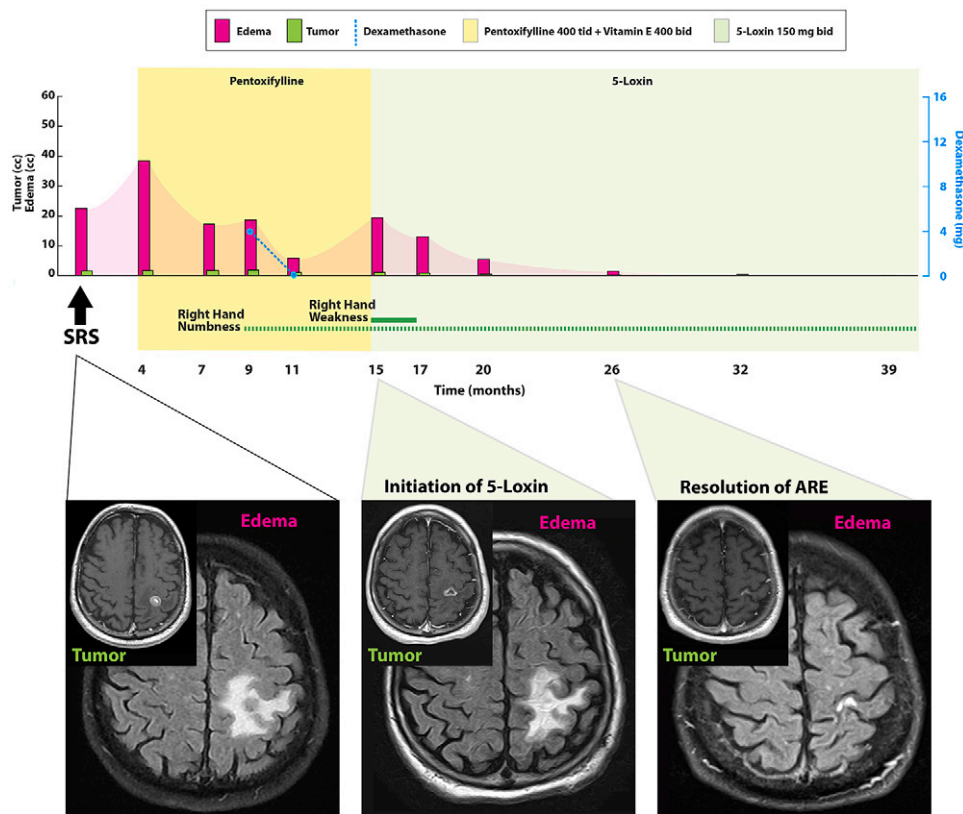 Edema Tumor Dexamethasone Pentoxifylline 400 tid + Vitamin E 400 bid 5-Loxin 150 mg bid
Pentoxifylline 5-Loxin
Tumor (cc)
Edema (cc)
60
50
40
30
20
10
0
16
12
8
4
0
Dexamethasone (mg)
SRS
Right Hand
Numbness
Right Hand
Weakness
4 7 9 11 15 17 20 26 32 39
Time (months)
Edema
Tumor
Initiation of 5-Loxin
Edema
Tumor
Resolution of ARE
Edema
Tumor